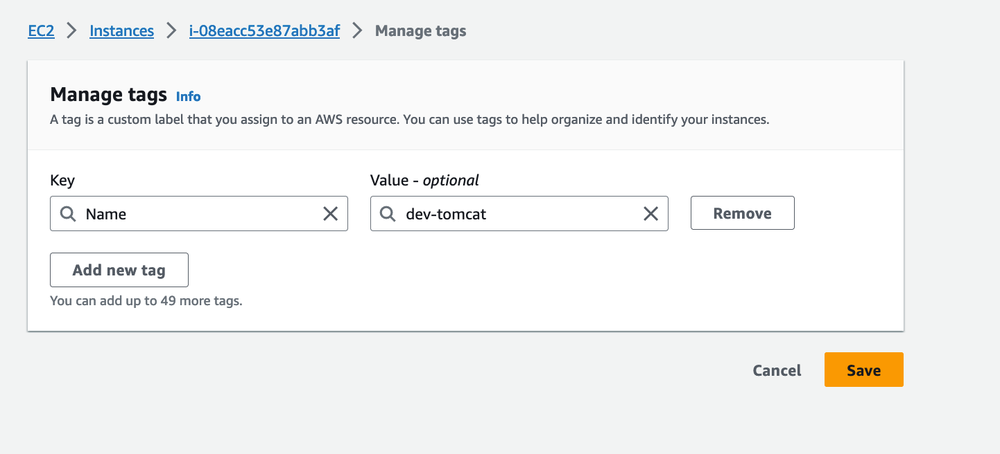 EC2 > Instances > i-08eacc53e87abb3af > Manage tags
Manage tags Info
A tag is a custom label that you assign to an AWS resource. You can use tags to help organize and identify your instances.
Key Value - optional
Name dev-tomcat Remove
Add new tag
You can add up to 49 more tags.
Cancel Save